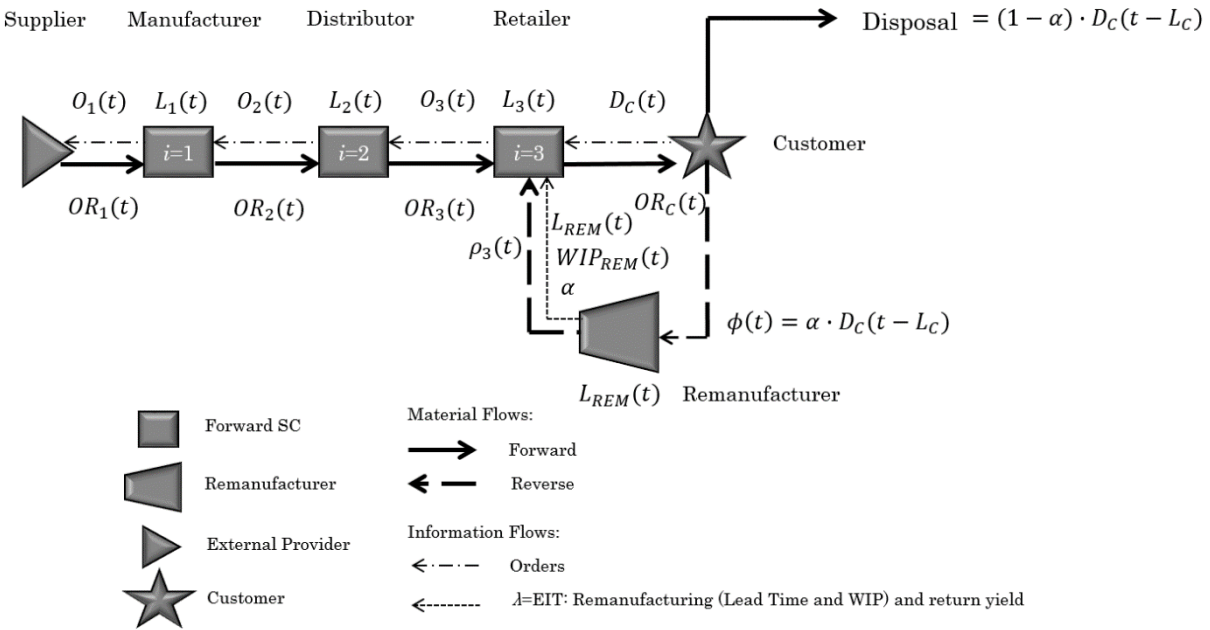 Supplier Manufacturer Distributor Retailer
Disposal = (1 − α) · D_C(t − L_C)
O_1(t) L_1(t) O_2(t) L_2(t) O_3(t) L_3(t) D_C(t)
i=1 i=2 i=3 Customer
OR_1(t) OR_2(t) OR_3(t) OR_C(t)
L_REM(t)
ρ_3(t)
WIP_REM(t)
α
ϕ(t) = α · D_C(t − L_C)
L_REM(t) Remanufacturer
Material Flows:
Forward SC
Forward
Remanufacturer
Reverse
Information Flows:
External Provider
Orders
Customer
λ=EIT: Remanufacturing (Lead Time and WIP) and return yield